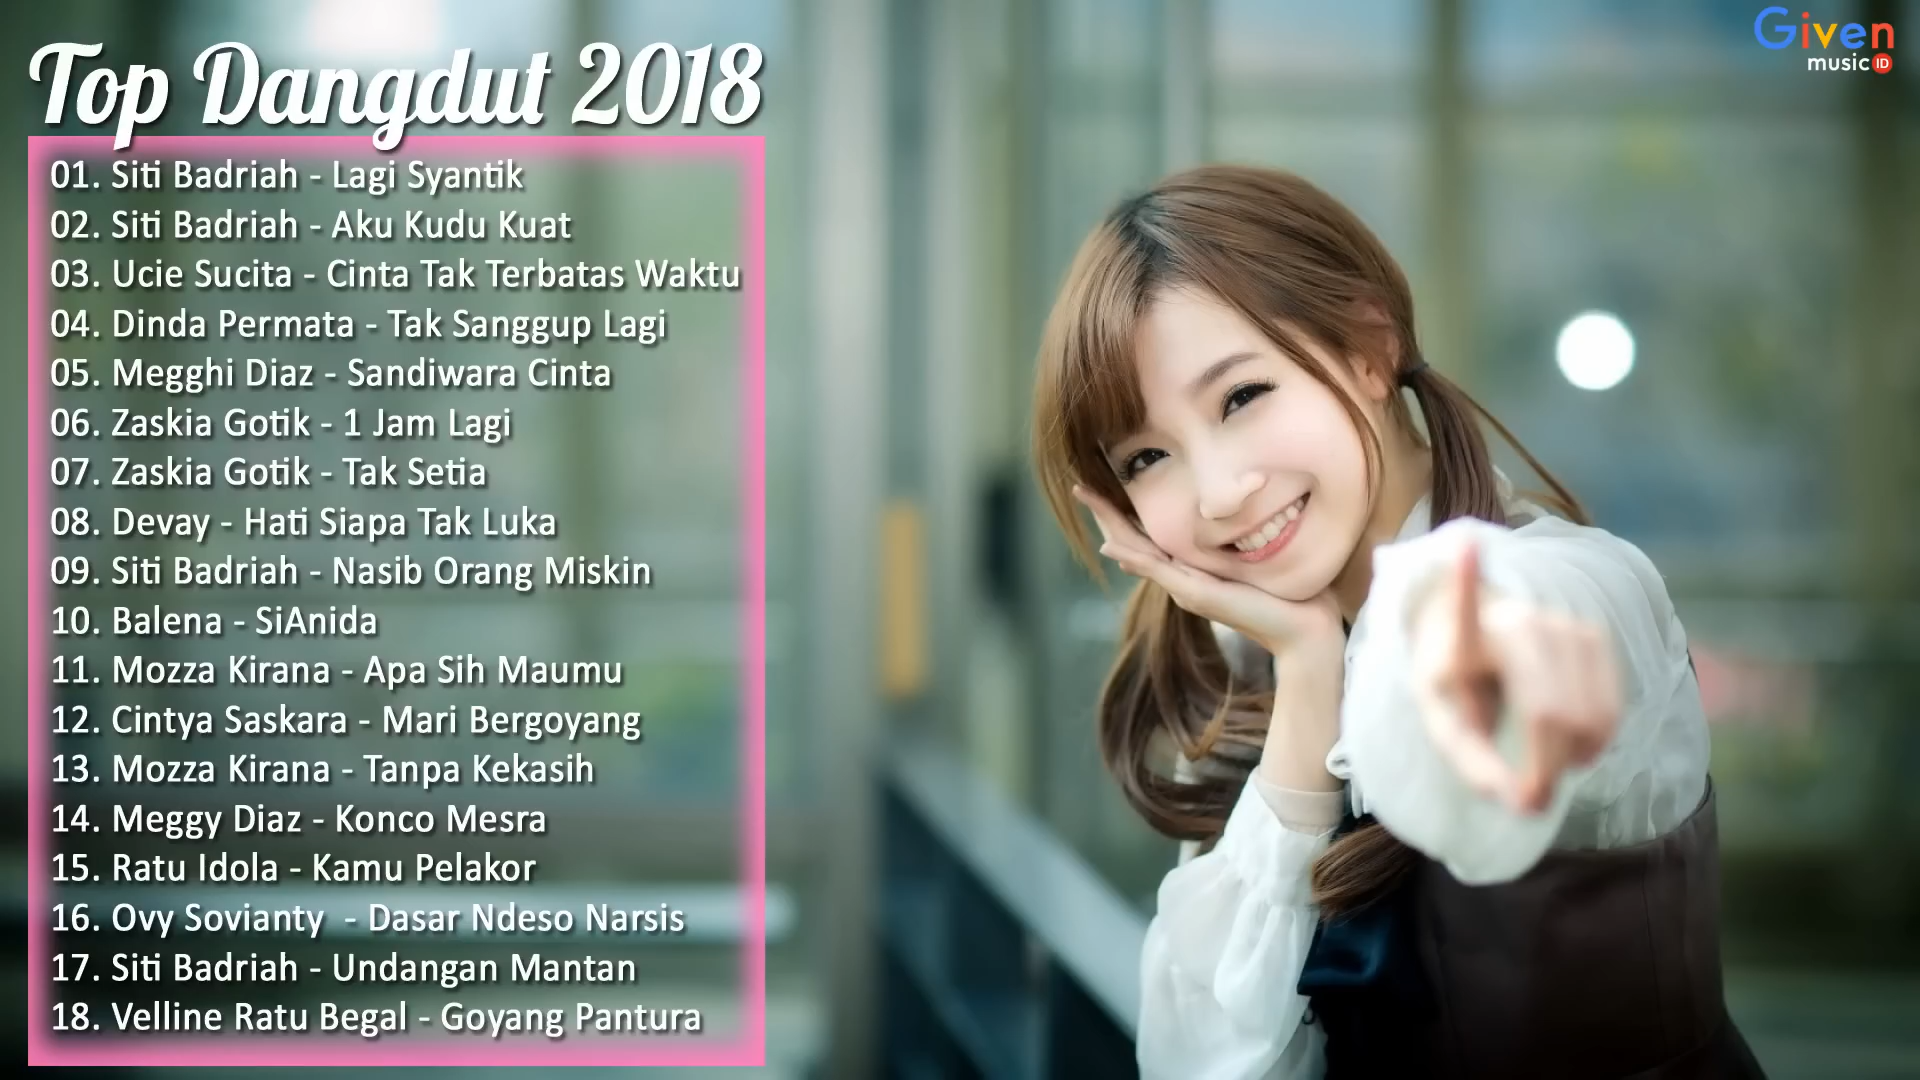 Top Dangdut 2018
Given
music ID
01. Siti Badriah - Lagi Syantik
02. Siti Badriah - Aku Kudu Kuat
03. Ucie Sucita - Cinta Tak Terbatas Waktu
04. Dinda Permata - Tak Sanggup Lagi
05. Megghi Diaz - Sandiwara Cinta
06. Zaskia Gotik - 1 Jam Lagi
07. Zaskia Gotik - Tak Setia
08. Devay - Hati Siapa Tak Luka
09. Siti Badriah - Nasib Orang Miskin
10. Balena - SiAnida
11. Mozza Kirana - Apa Sih Maumu
12. Cintya Saskara - Mari Bergoyang
13. Mozza Kirana - Tanpa Kekasih
14. Meggy Diaz - Konco Mesra
15. Ratu Idola - Kamu Pelakor
16. Ovy Sovianty  - Dasar Ndeso Narsis
17. Siti Badriah - Undangan Mantan
18. Velline Ratu Begal - Goyang Pantura